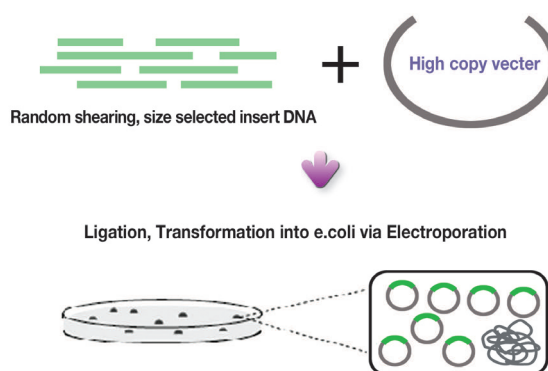 High copy vecter
Random shearing, size selected insert DNA
Ligation, Transformation into e.coli via Electroporation